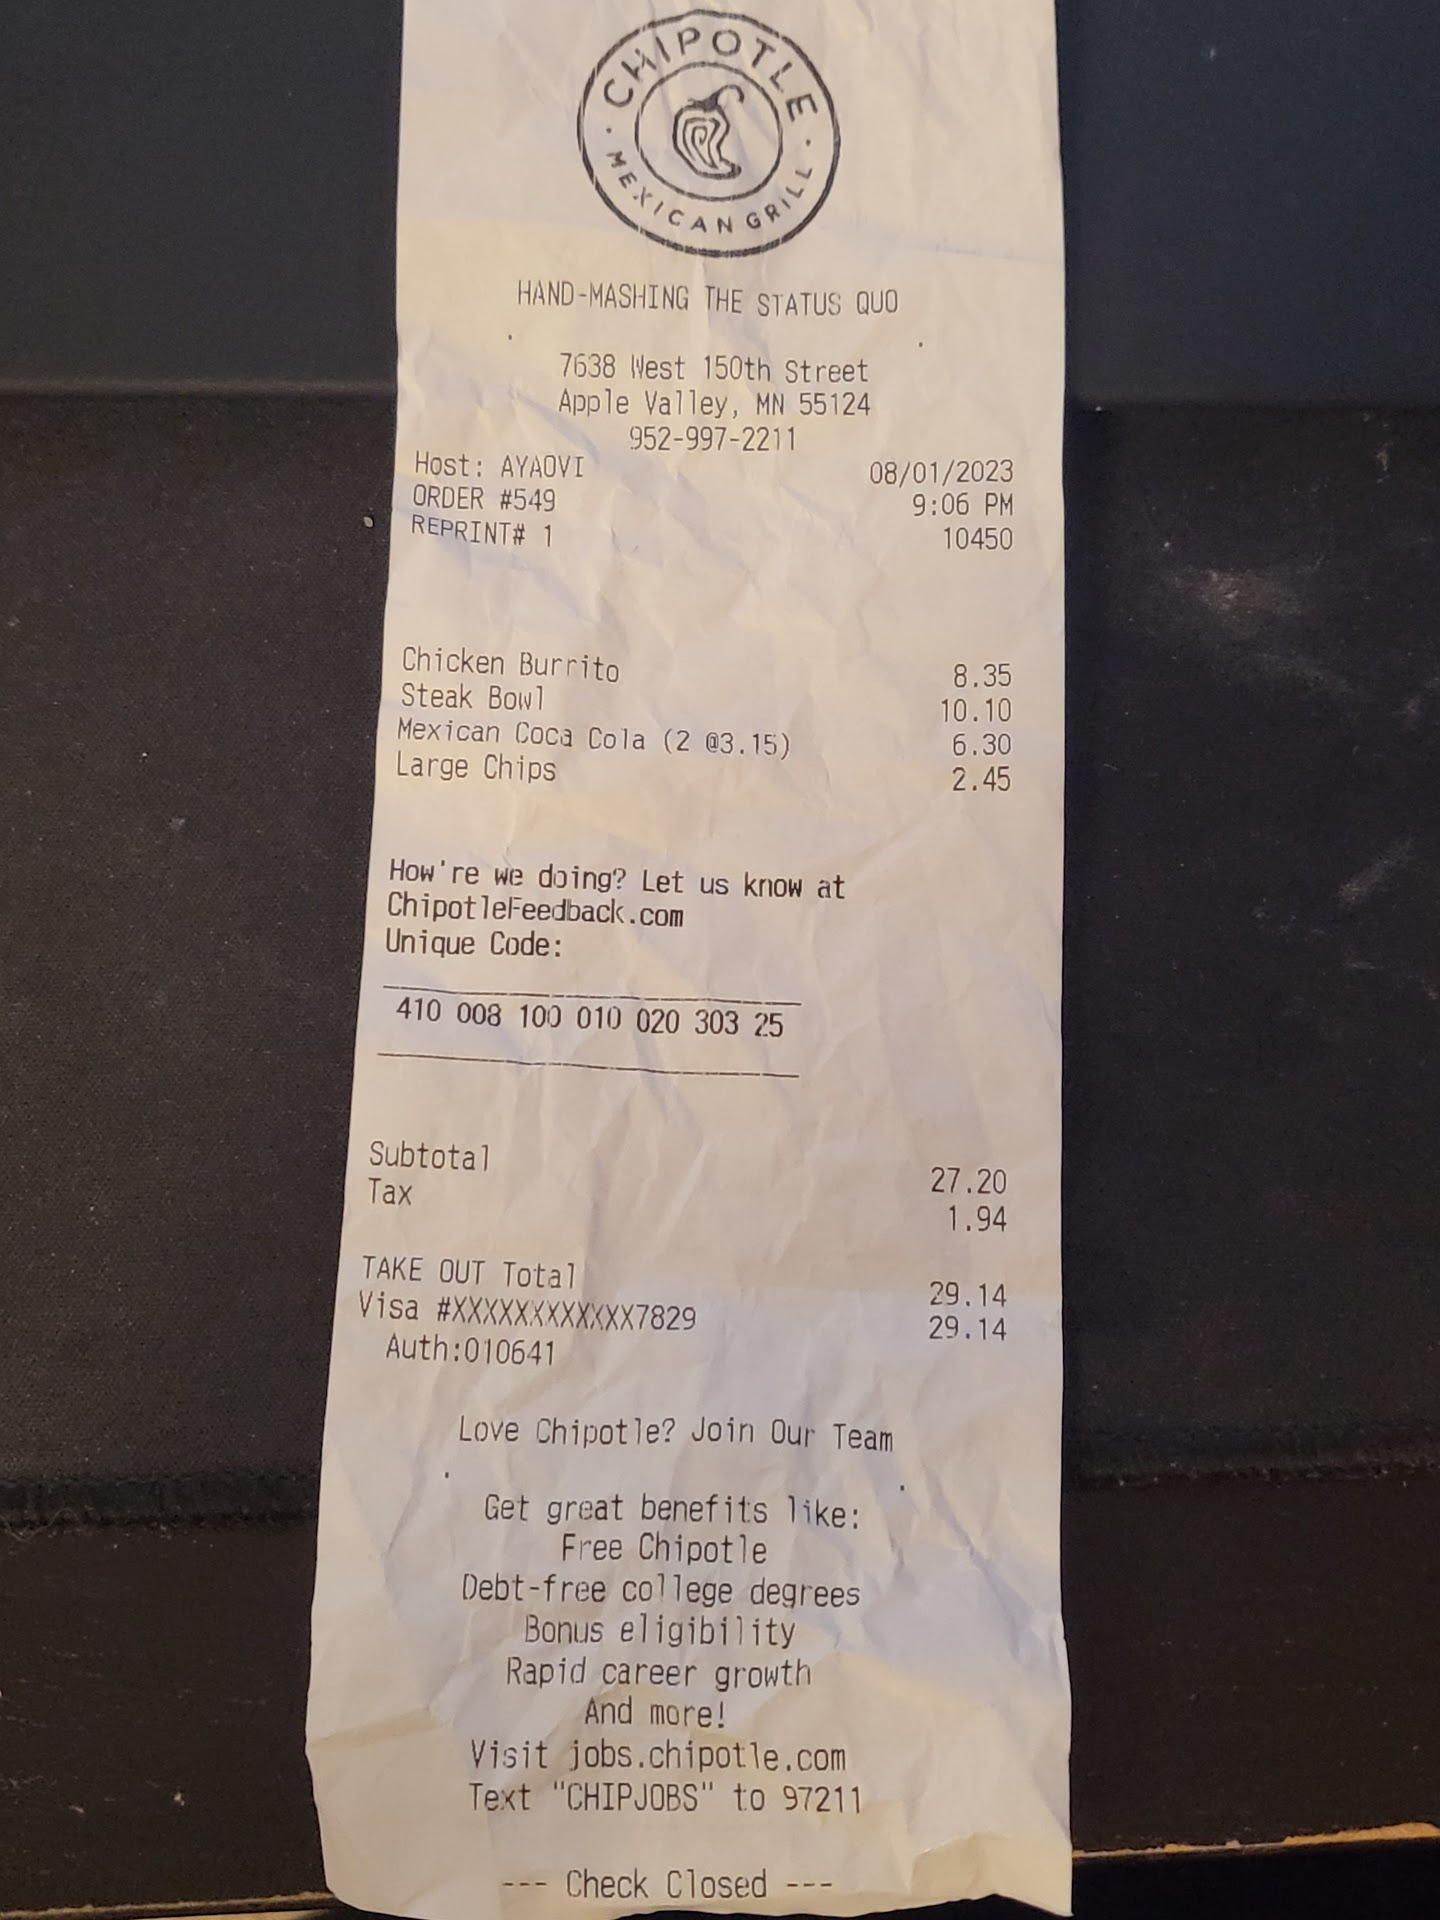 CHIPOTLE
MEXICAN GRILL
HAND-MASHING THE STATUS QUO
7638 West 150th Street
Apple Valley, MN 55124
952-997-2211
Host: AYAOVI 08/01/2023
ORDER #549 9:06 PM
REPRINT# 1 10450
Chicken Burrito 8.35
Steak Bowl 10.10
Mexican Coca Cola (2 @3.15) 6.30
Large Chips 2.45
How're we doing? Let us know at
ChipotleFeedback.com
Unique Code:
410 008 100 010 020 303 25
Subtotal 27.20
Tax 1.94
TAKE OUT Total 29.14
Visa #XXXXXXXXXXXX7829 29.14
Auth:010641
Love Chipotle? Join Our Team
Get great benefits like:
Free Chipotle
Debt-free college degrees
Bonus eligibility
Rapid career growth
And more!
Visit jobs.chipotle.com
Text "CHIPJOBS" to 97211
--- Check Closed ---